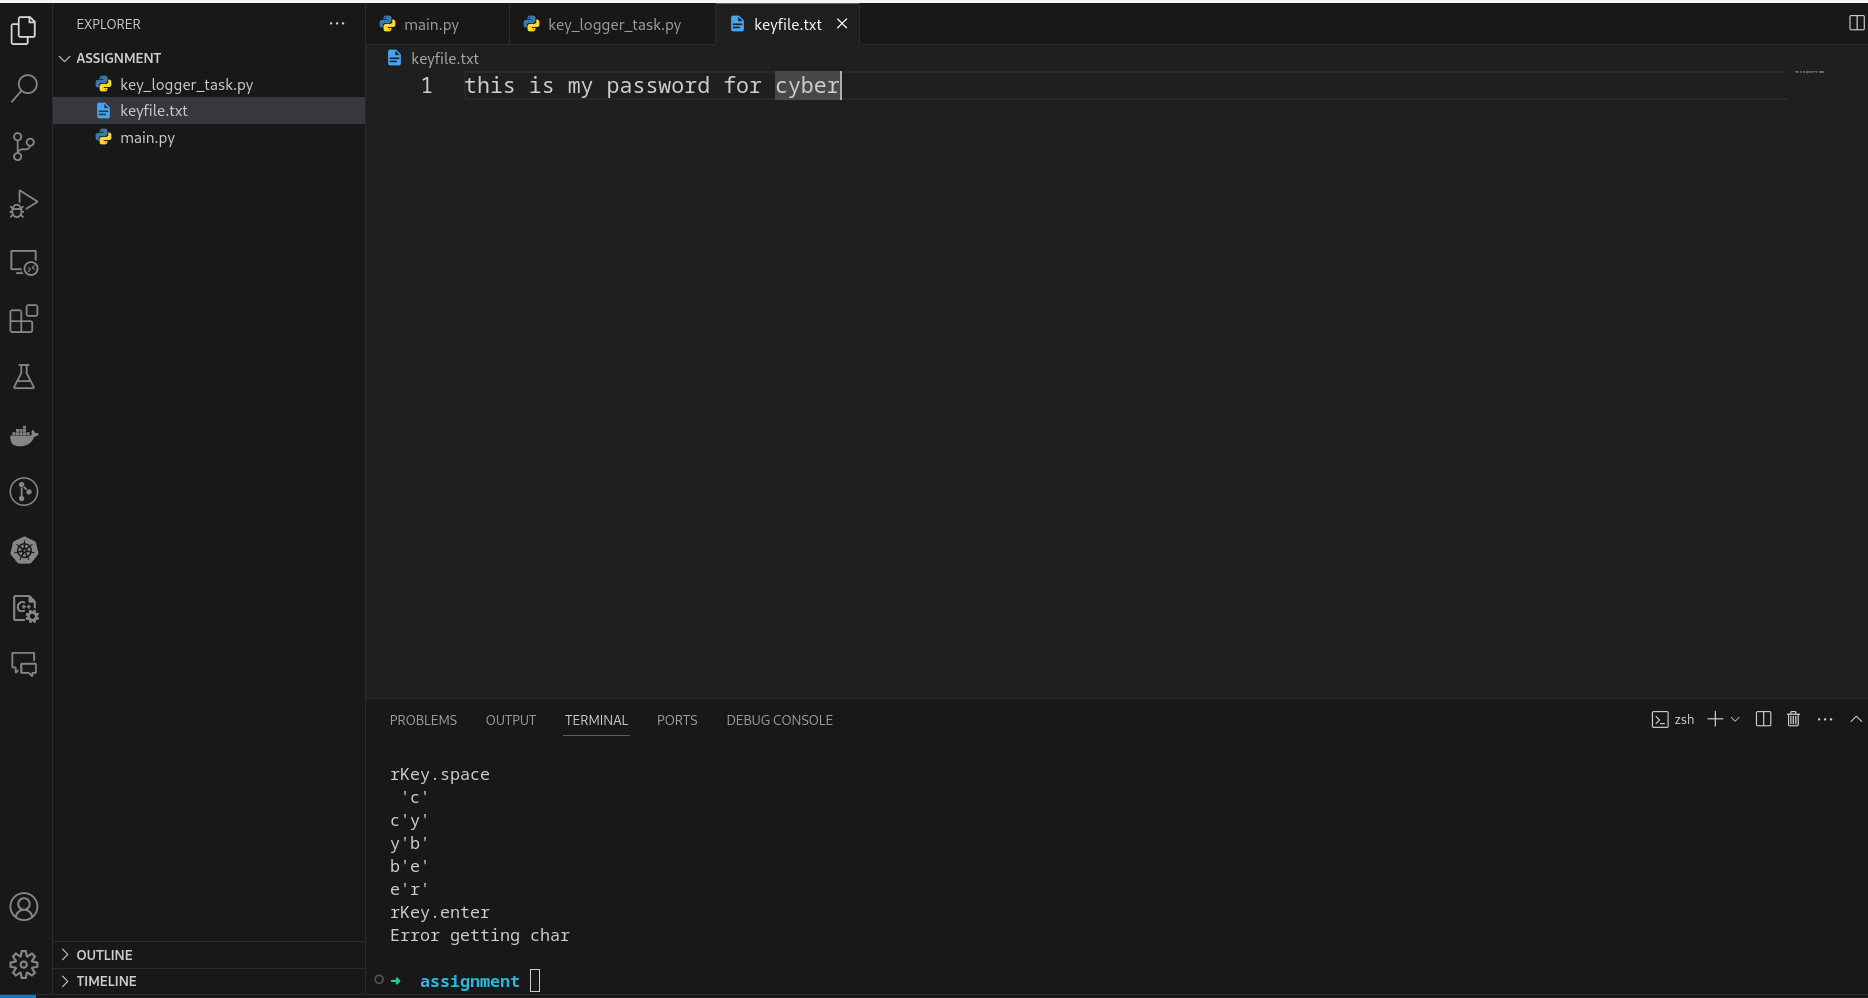 EXPLORER
ASSIGNMENT
key_logger_task.py
keyfile.txt
main.py
OUTLINE
TIMELINE
main.py
key_logger_task.py
keyfile.txt
keyfile.txt
1 this is my password for cyber
PROBLEMS OUTPUT TERMINAL PORTS DEBUG CONSOLE
zsh
rKey.space
'c'
c'y'
y'b'
b'e'
e'r'
rKey.enter
Error getting char
➜ assignment